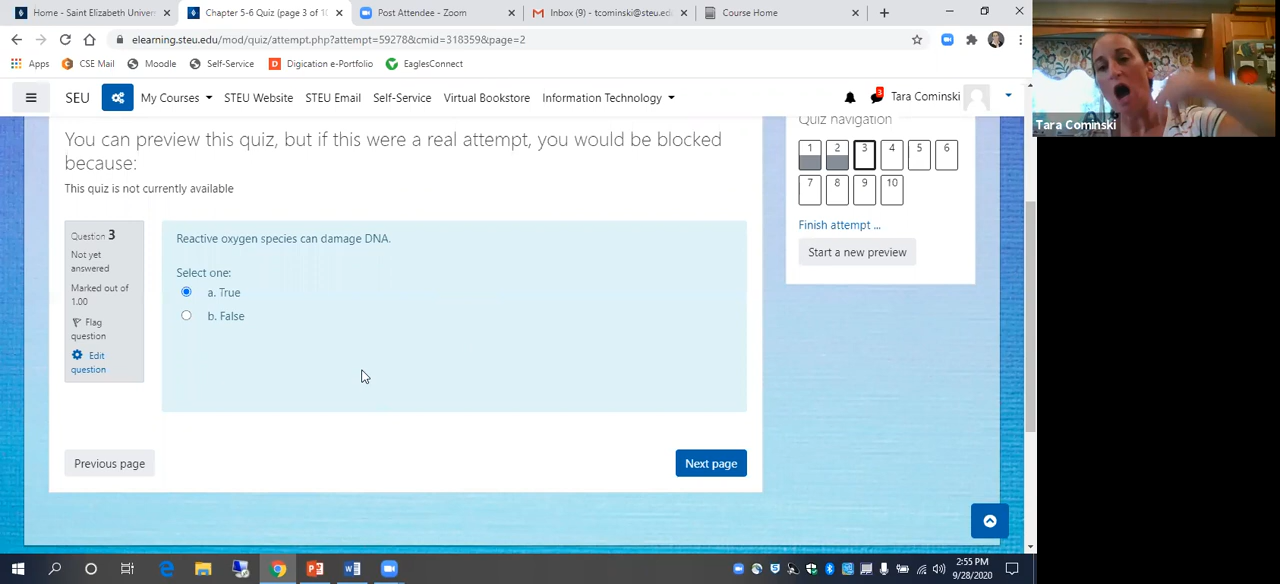 Home - Saint Elizabeth Univer
Chapter 5-6 Quiz (page 3 of 10
Post Attendee - Zoom
Inbox (9) - tcominski@steu.ed
Course Home
elearning.steu.edu/mod/quiz/attempt.php?attempt=59278&cmid=318359&page=2
Apps
CSE Mail
Moodle
Self-Service
Digication e-Portfolio
EaglesConnect
SEU
My Courses
STEU Website
STEU Email
Self-Service
Virtual Bookstore
Information Technology
3
Tara Cominski
Tara Cominski
You can preview this quiz, but if this were a real attempt, you would be blocked
because:
This quiz is not currently available
Question 3
Not yet
answered
Marked out of
1.00
Flag
question
Edit
question
Reactive oxygen species can damage DNA.
Select one:
a. True
b. False
Previous page
Next page
Quiz navigation
1 2 3 4 5 6
7 8 9 10
Finish attempt ...
Start a new preview
2:55 PM
9/28/2020